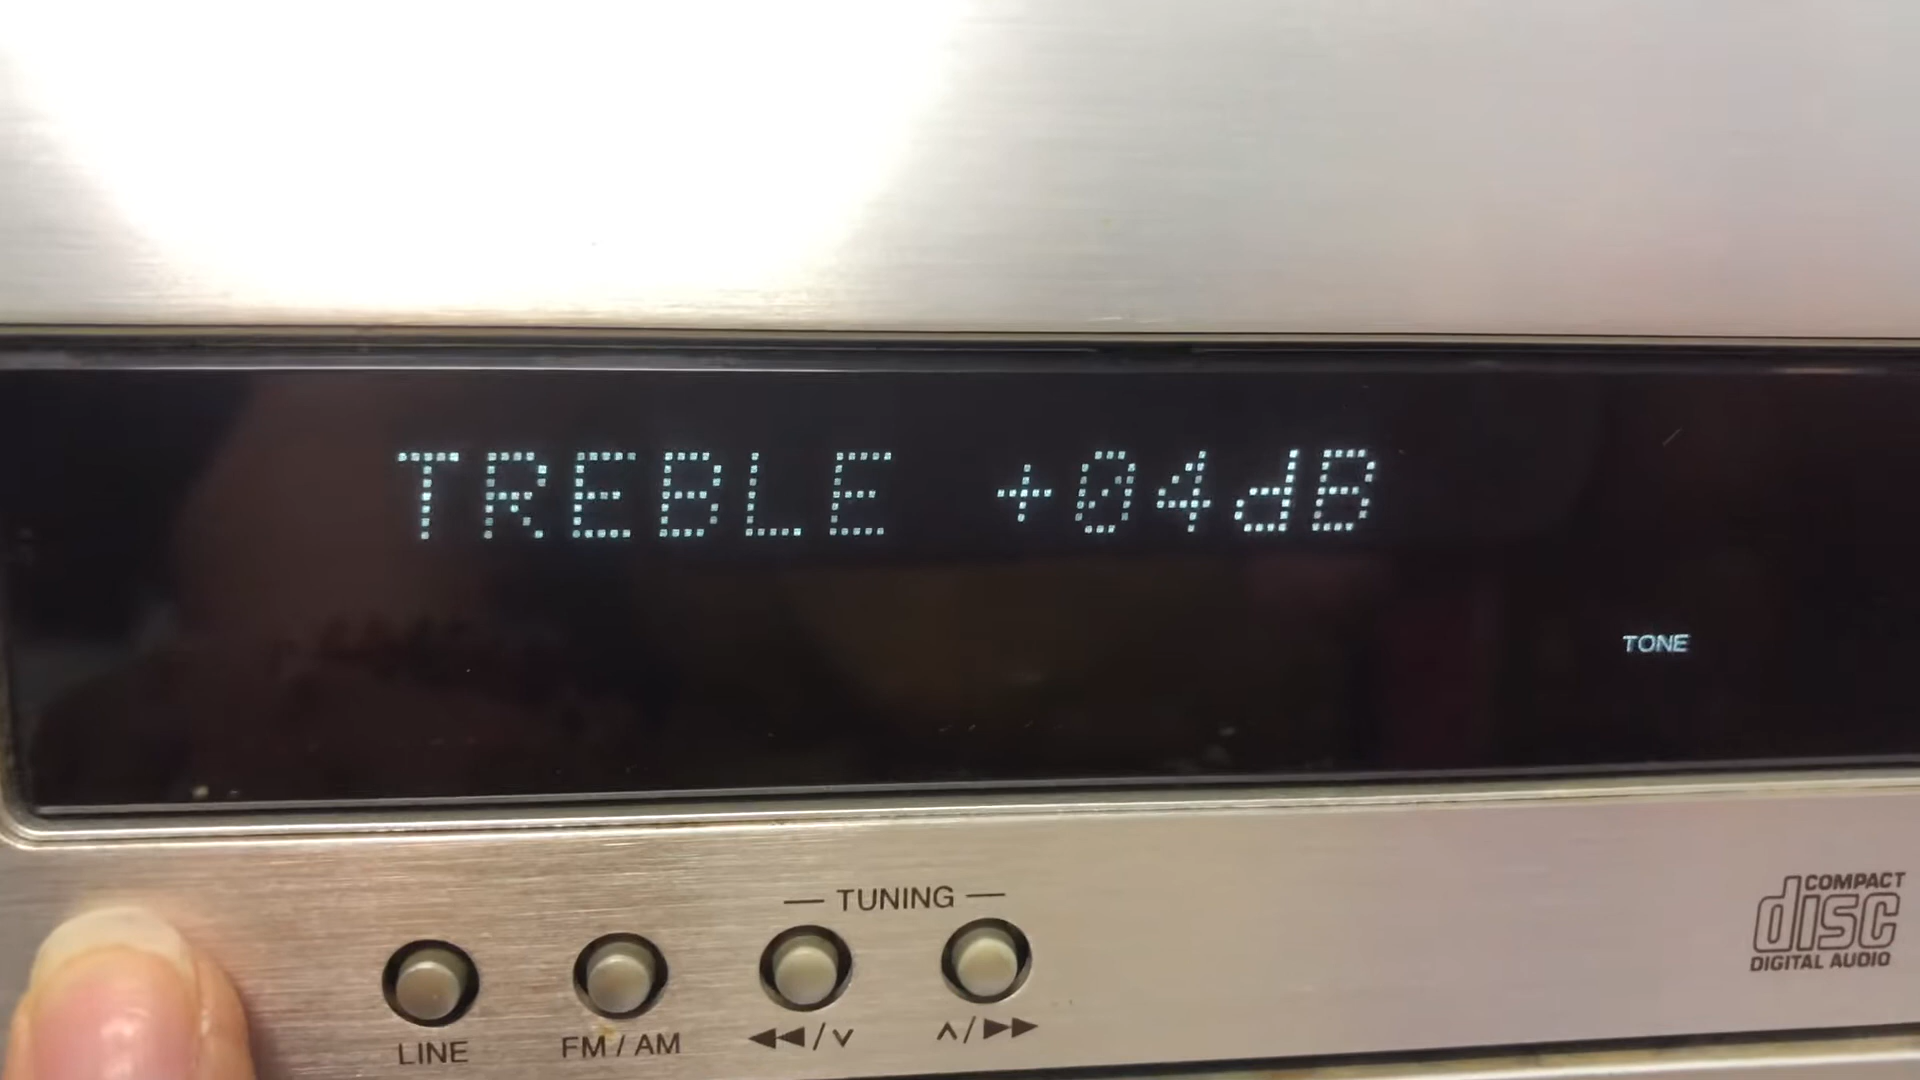 TREBLE +04dB
TONE
— TUNING —
LINE
FM / AM
◀◀/∨
∧/▶▶
COMPACT
disc
DIGITAL AUDIO